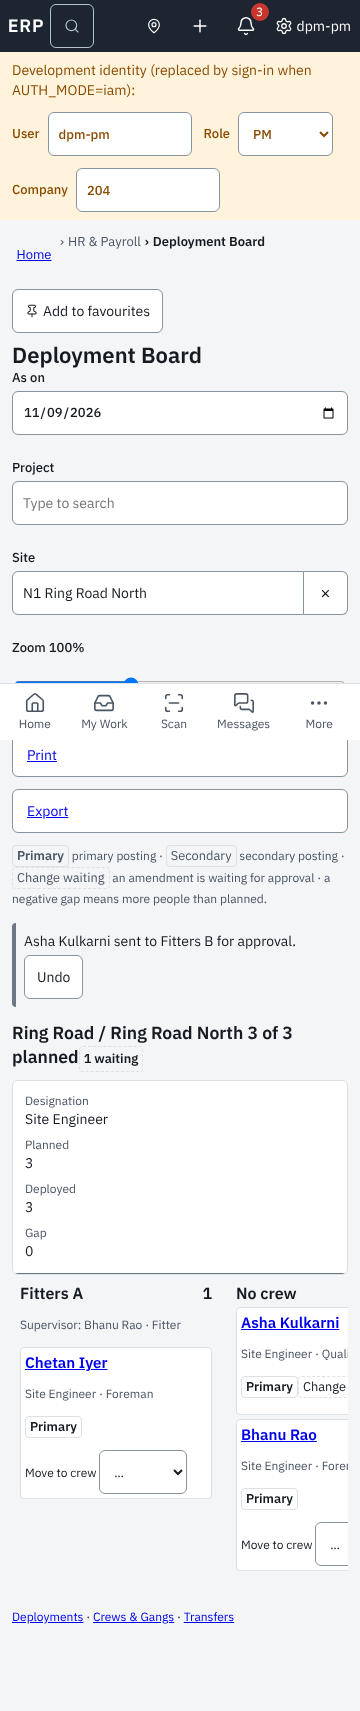 ERP 3 dpm-pm
Development identity (replaced by sign-in when
AUTH_MODE=iam):
User dpm-pm Role PM
Company 204
Home › HR & Payroll › Deployment Board
Add to favourites
Deployment Board
As on
11/09/2026
Project
Type to search
Site
N1 Ring Road North ×
Zoom 100%
Home My Work Scan Messages More
Print
Export
Primary primary posting · Secondary secondary posting ·
Change waiting an amendment is waiting for approval · a
negative gap means more people than planned.
Asha Kulkarni sent to Fitters B for approval.
Undo
Ring Road / Ring Road North 3 of 3
planned 1 waiting
Designation
Site Engineer
Planned
3
Deployed
3
Gap
0
Fitters A 1
Supervisor: Bhanu Rao · Fitter
Chetan Iyer
Site Engineer · Foreman
Primary
Move to crew ...
No crew
Asha Kulkarni
Site Engineer · Quali
Primary Change
Bhanu Rao
Site Engineer · Forer
Primary
Move to crew ...
Deployments · Crews & Gangs · Transfers